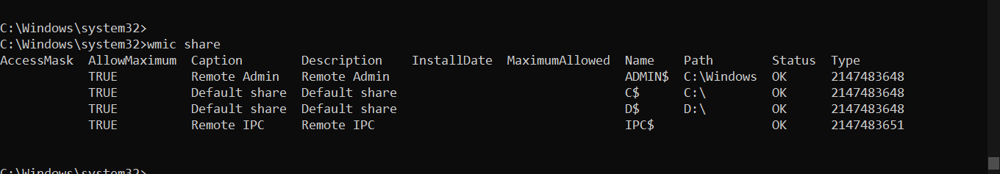 C:\Windows\system32>
C:\Windows\system32>wmic share
AccessMask  AllowMaximum  Caption        Description    InstallDate  MaximumAllowed  Name    Path        Status  Type
            TRUE          Remote Admin   Remote Admin                                ADMIN$  C:\Windows  OK      2147483648
            TRUE          Default share  Default share                               C$      C:\         OK      2147483648
            TRUE          Default share  Default share                               D$      D:\         OK      2147483648
            TRUE          Remote IPC     Remote IPC                                  IPC$                OK      2147483651
C:\Windows\system32>